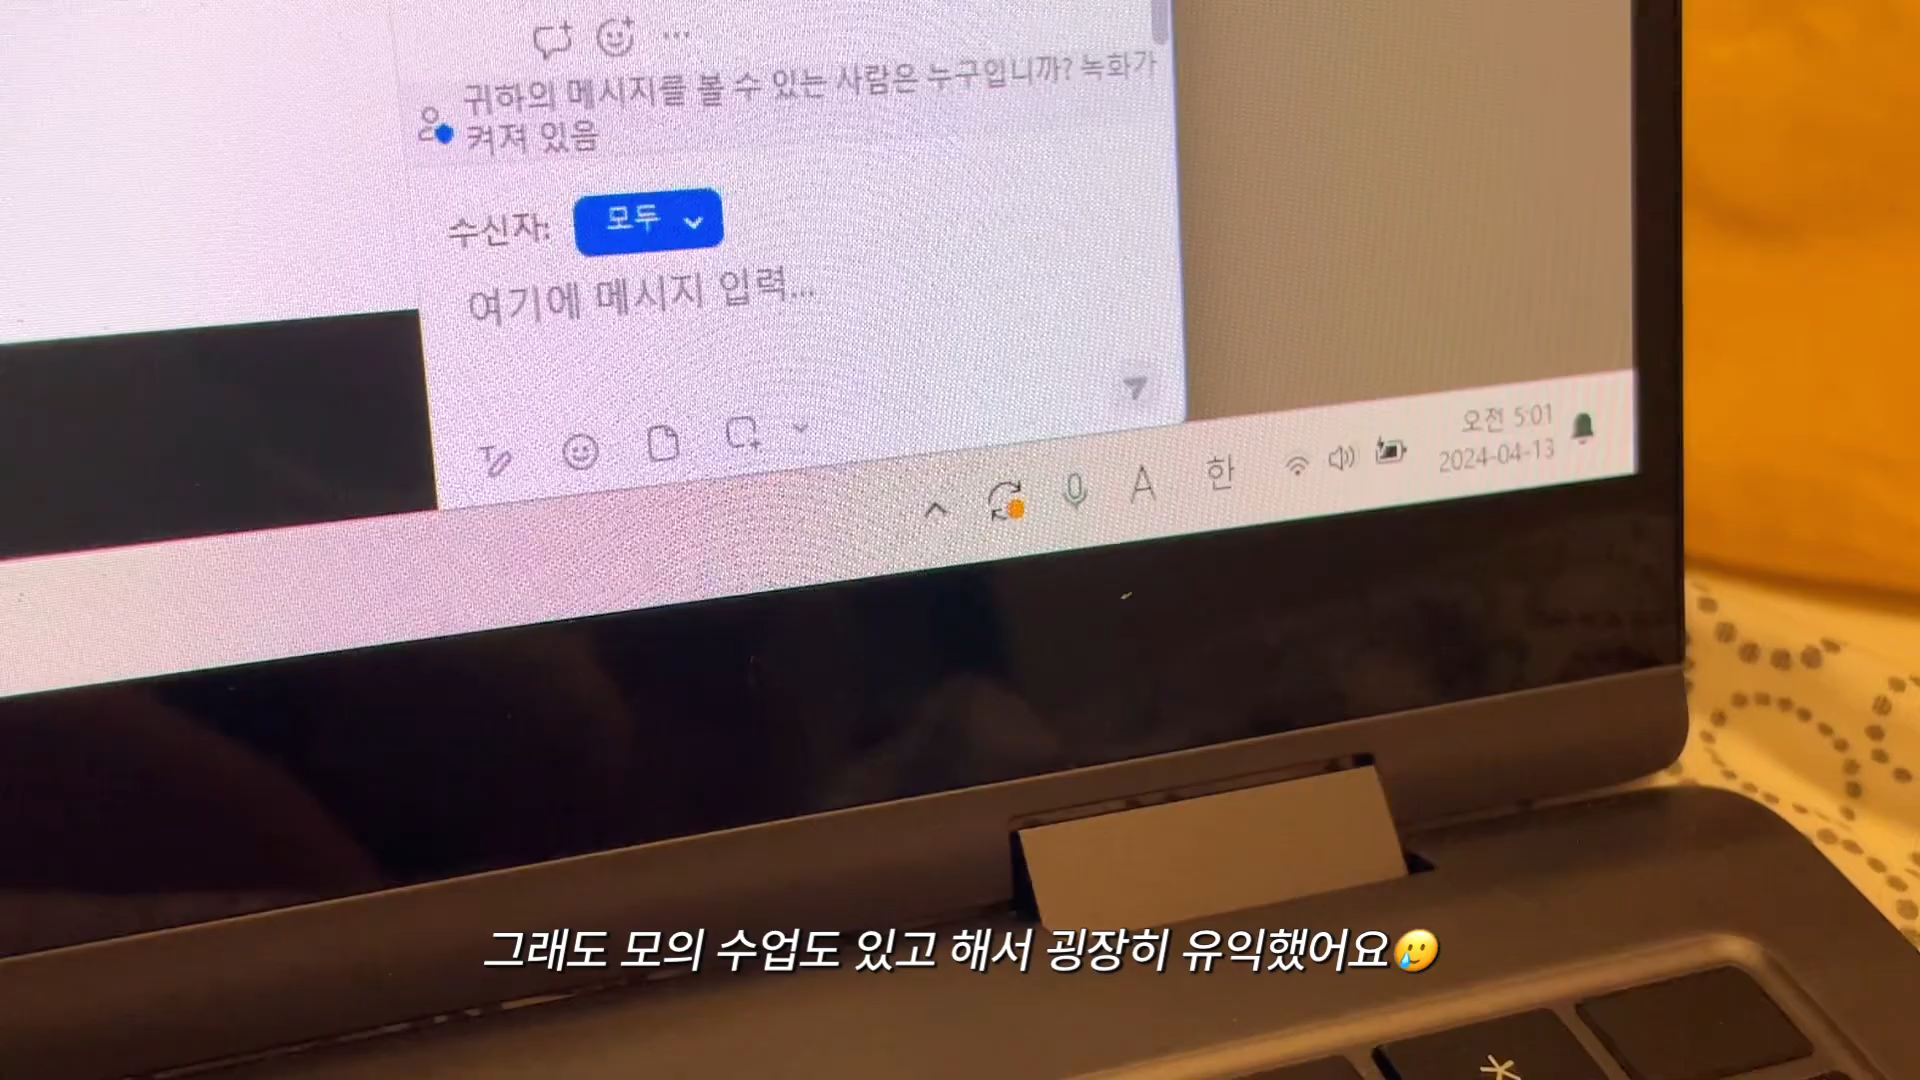 귀하의 메시지를 볼 수 있는 사람은 누구입니까? 녹화가
켜져 있음
수신자: 모두
여기에 메시지 입력...
A 한
오전 5:01
2024-04-13
그래도 모의 수업도 있고 해서 굉장히 유익했어요🥲
*